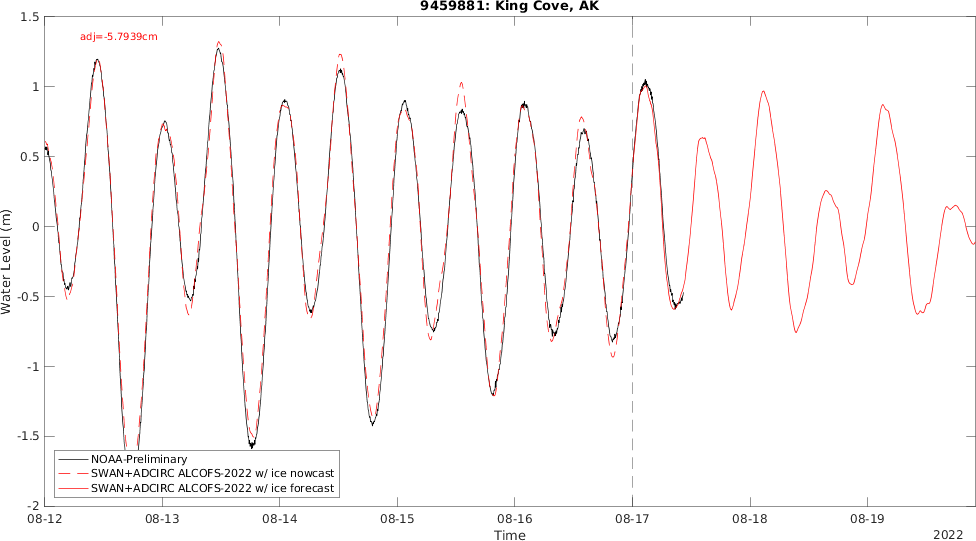 9459881: King Cove, AK
adj=-5.7939cm
Water Level (m)
1.5
1
0.5
0
-0.5
-1
-1.5
-2
NOAA-Preliminary
SWAN+ADCIRC ALCOFS-2022 w/ ice nowcast
SWAN+ADCIRC ALCOFS-2022 w/ ice forecast
08-12 08-13 08-14 08-15 08-16 08-17 08-18 08-19
Time
2022